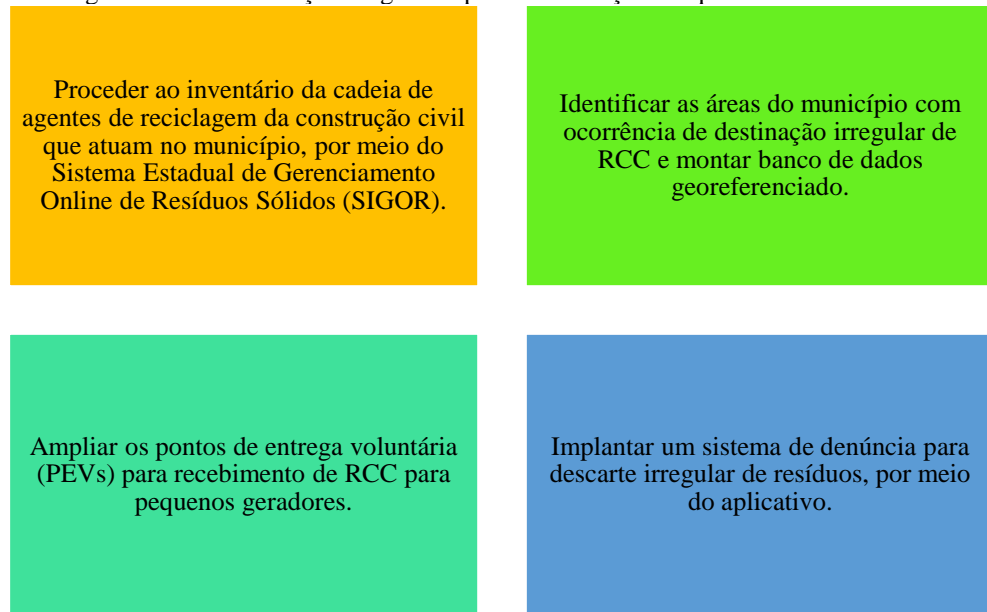 Proceder ao inventário da cadeia de
agentes de reciclagem da construção civil
que atuam no município, por meio do
Sistema Estadual de Gerenciamento
Online de Resíduos Sólidos (SIGOR).
Identificar as áreas do município com
ocorrência de destinação irregular de
RCC e montar banco de dados
georeferenciado.
Ampliar os pontos de entrega voluntária
(PEVs) para recebimento de RCC para
pequenos geradores.
Implantar um sistema de denúncia para
descarte irregular de resíduos, por meio
do aplicativo.